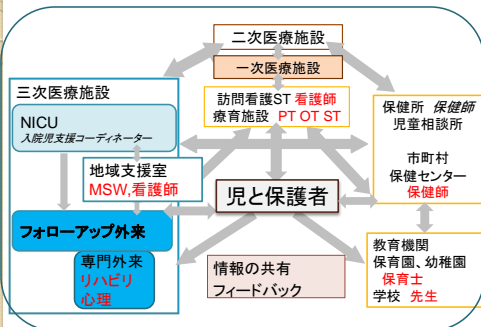 二次医療施設
一次医療施設
三次医療施設
NICU
入院児支援コーディネーター
地域支援室
MSW,看護師
フォローアップ外来
専門外来
リハビリ
心理
訪問看護ST 看護師
療育施設 PT OT ST
児と保護者
情報の共有
フィードバック
保健所 保健師
児童相談所
市町村
保健センター
保健師
教育機関
保育園、幼稚園
保育士
学校 先生